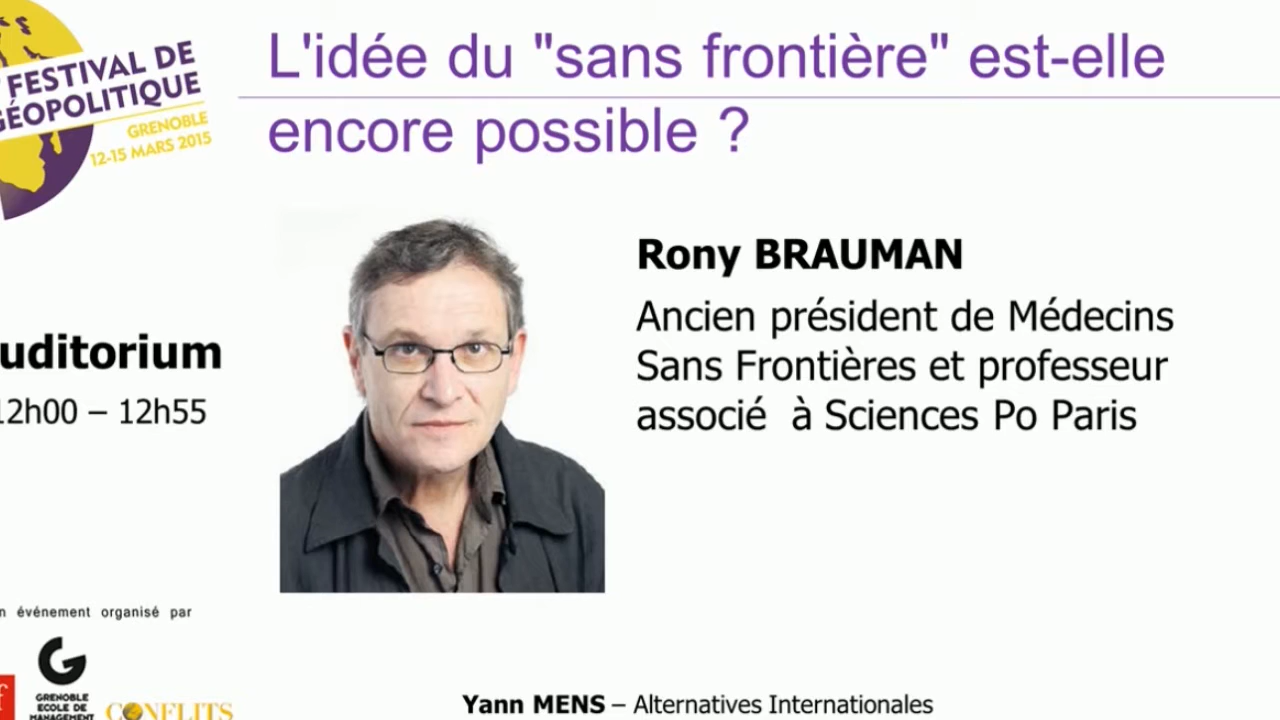 FESTIVAL DE
GÉOPOLITIQUE
GRENOBLE
12-15 MARS 2015
L'idée du "sans frontière" est-elle
encore possible ?
Rony BRAUMAN
Ancien président de Médecins
Sans Frontières et professeur
associé à Sciences Po Paris
uditorium
12h00 – 12h55
n événement organisé par
f
GRENOBLE
ECOLE DE
MANAGEMENT
CONFLITS
Yann MENS – Alternatives Internationales